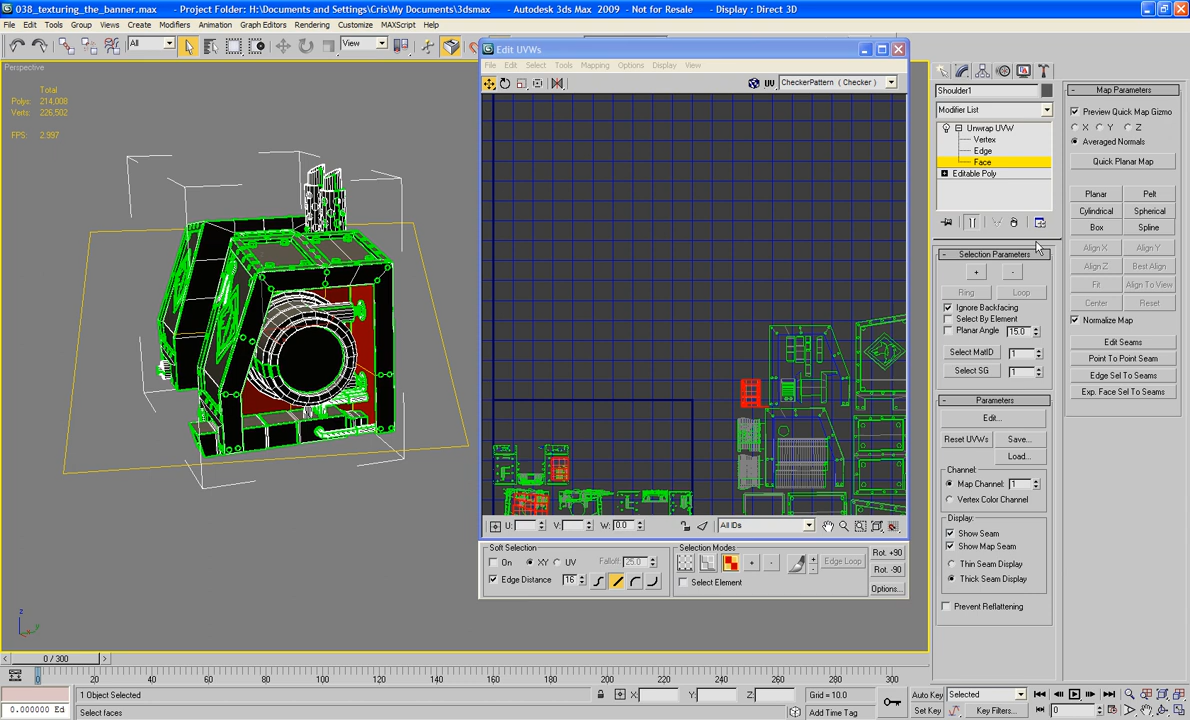 038_texturing_the_banner.max - Project Folder: H:\Documents and Settings\Cris\My Documents\3dsmax - Autodesk 3ds Max 2009 - Not for Resale - Display : Direct 3D
File Edit Tools Group Views Create Modifiers Animation Graph Editors Rendering Customize MAXScript Help
All View
Perspective
Total
Polys: 214,008
Verts: 226,502
FPS: 2.997
Edit UVWs
File Edit Select Tools Mapping Options Display View
UV CheckerPattern ( Checker )
U: V: W: 0.0 All IDs
Soft Selection
On XY UV Falloff: 25.0
Edge Distance 16
Selection Modes
+ - + - Edge Loop
Select Element
Rot. +90
Rot. -90
Options...
Shoulder1
Modifier List
Unwrap UVW
Vertex
Edge
Face
Editable Poly
- Selection Parameters
+ -
Ring Loop
Ignore Backfacing
Select By Element
Planar Angle 15.0
Select MatID 1
Select SG 1
- Parameters
Edit...
Reset UVWs Save...
Load...
Channel:
Map Channel: 1
Vertex Color Channel
Display:
Show Seam
Show Map Seam
Thin Seam Display
Thick Seam Display
Prevent Reflattening
- Map Parameters
Preview Quick Map Gizmo
X Y Z
Averaged Normals
Quick Planar Map
Planar Pelt
Cylindrical Spherical
Box Spline
Align X Align Y
Align Z Best Align
Fit Align To View
Center Reset
Normalize Map
Edit Seams
Point To Point Seam
Edge Sel To Seams
Exp. Face Sel To Seams
z
y
0 / 300
0 20 40 60 80 100 120 140 160 180 200 220 240 260 280 300
1 Object Selected X: Y: Z: Grid = 10.0 Auto Key Selected
0.000000 Ed Select faces Add Time Tag Set Key Key Filters... 0